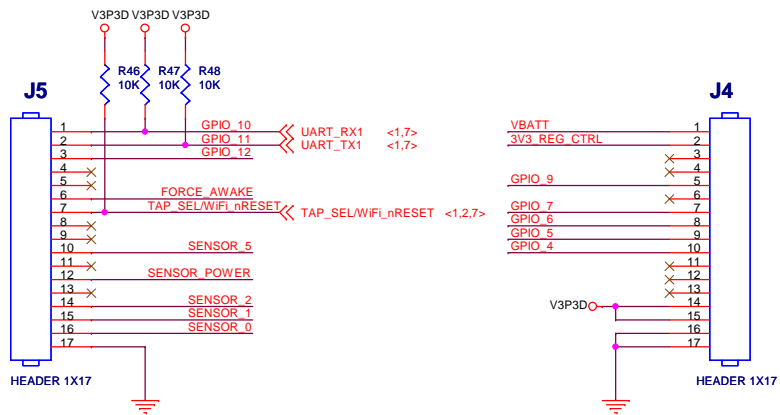 V3P3D V3P3D V3P3D
R46 R47 R48
10K 10K 10K
J5
J4
1 GPIO_10 UART_RX1 <1,7>
2 GPIO_11 UART_TX1 <1,7>
3 GPIO_12
4
5
6 FORCE_AWAKE
7 TAP_SEL/WiFi_nRESET TAP_SEL/WiFi_nRESET <1,2,7>
8
9
10 SENSOR_5
11
12 SENSOR_POWER
13
14 SENSOR_2
15 SENSOR_1
16 SENSOR_0
17
HEADER 1X17
VBATT 1
3V3_REG_CTRL 2
3
4
GPIO_9 5
6
GPIO_7 7
GPIO_6 8
GPIO_5 9
GPIO_4 10
11
12
13
V3P3D 14
15
16
17
HEADER 1X17